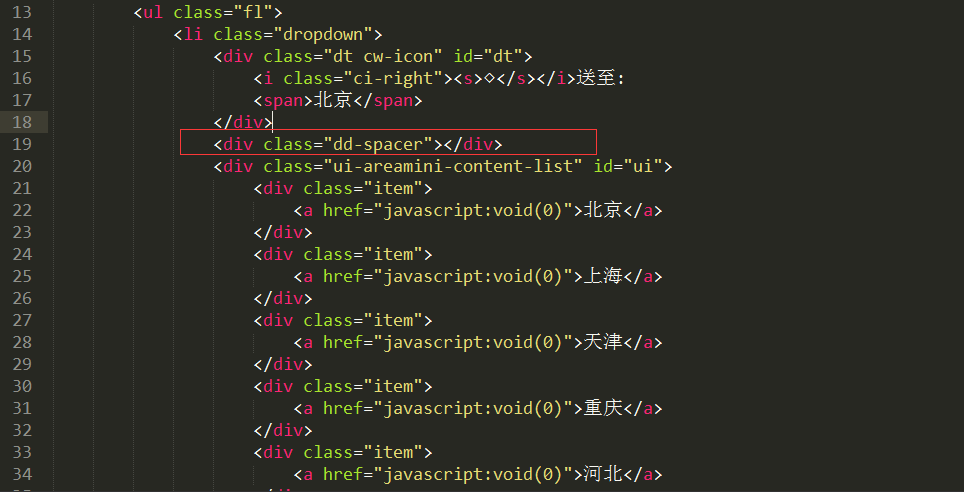 13 <ul class="fl">
14 <li class="dropdown">
15 <div class="dt cw-icon" id="dt">
16 <i class="ci-right"><s>◇</s></i>送至:
17 <span>北京</span>
18 </div>
19 <div class="dd-spacer"></div>
20 <div class="ui-areamini-content-list" id="ui">
21 <div class="item">
22 <a href="javascript:void(0)">北京</a>
23 </div>
24 <div class="item">
25 <a href="javascript:void(0)">上海</a>
26 </div>
27 <div class="item">
28 <a href="javascript:void(0)">天津</a>
29 </div>
30 <div class="item">
31 <a href="javascript:void(0)">重庆</a>
32 </div>
33 <div class="item">
34 <a href="javascript:void(0)">河北</a>